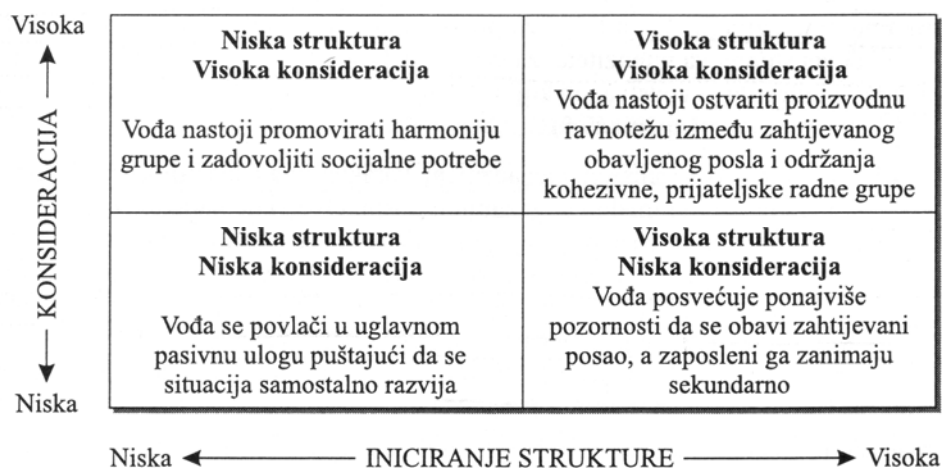 Visoka
KONSIDERACIJA
Niska
Niska struktura
Visoka konsideracija
Vođa nastoji promovirati harmoniju
grupe i zadovoljiti socijalne potrebe
Visoka struktura
Visoka konsideracija
Vođa nastoji ostvariti proizvodnu
ravnotežu između zahtijevanog
obavljenog posla i održanja
kohezivne, prijateljske radne grupe
Niska struktura
Niska konsideracija
Vođa se povlači u uglavnom
pasivnu ulogu puštajući da se
situacija samostalno razvija
Visoka struktura
Niska konsideracija
Vođa posvećuje ponajviše
pozornosti da se obavi zahtijevani
posao, a zaposleni ga zanimaju
sekundarno
Niska INICIRANJE STRUKTURE Visoka